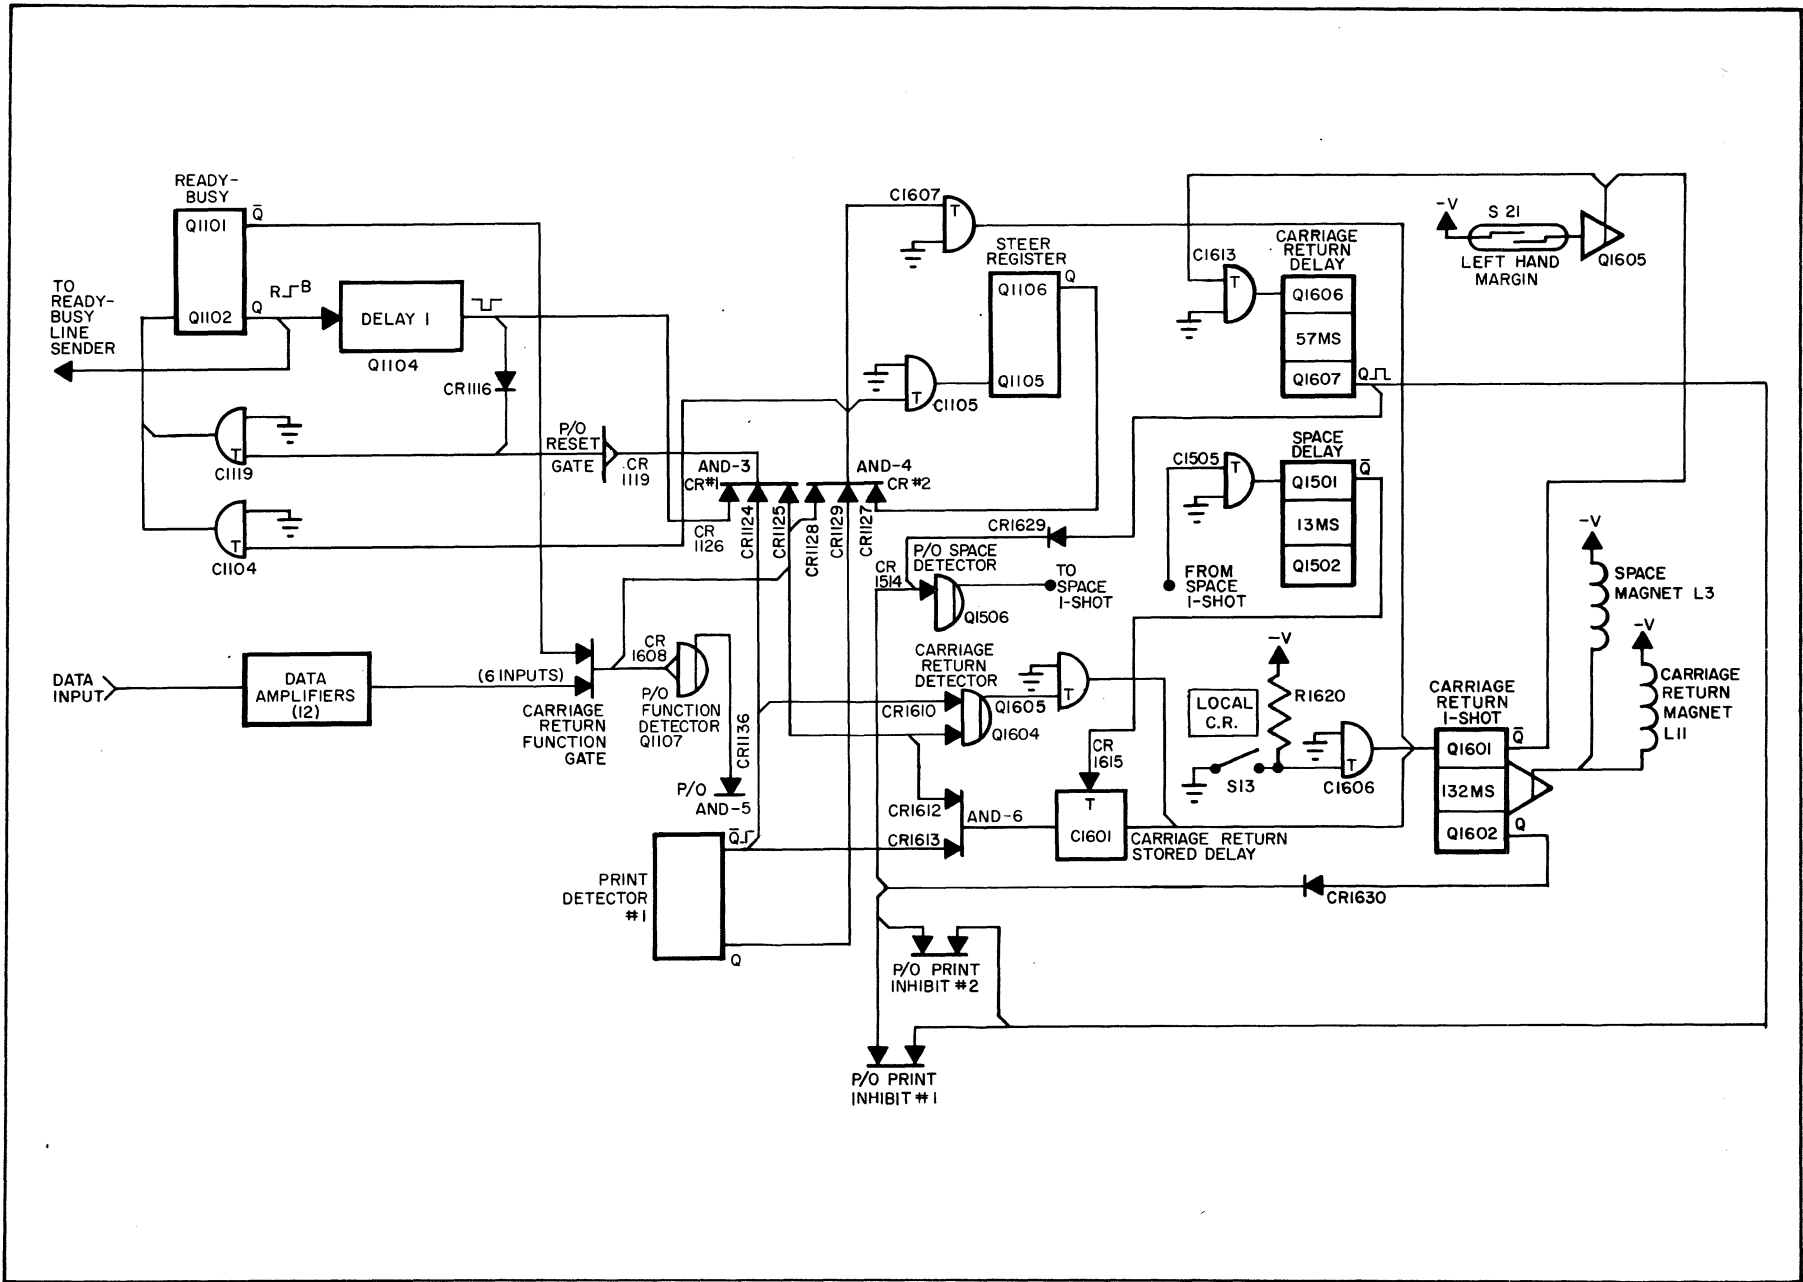 READY-
BUSY
Q1101
Q̄
Q1102
Q
R B
TO
READY-
BUSY
LINE
SENDER
DELAY 1
Q1104
CR1116
T
C1119
T
C1104
P/O
RESET
GATE
CR
1119
AND-3
CR#1
AND-4
CR #2
CR
1126
CR1124
CR1125
CR1128
CR1129
CR1127
C1607
T
STEER
REGISTER
Q1106
Q
Q1105
T
C1105
C1613
T
CARRIAGE
RETURN
DELAY
Q1606
57MS
Q1607
Q
-V
S 21
LEFT HAND
MARGIN
Q1605
SPACE
DELAY
C1505
T
Q1501
Q̄
13MS
Q1502
CR1629
P/O SPACE
DETECTOR
CR
1514
Q1506
TO
SPACE
1-SHOT
FROM
SPACE
1-SHOT
-V
SPACE
MAGNET L3
-V
CARRIAGE
RETURN
MAGNET
L11
DATA
INPUT
DATA
AMPLIFIERS
(12)
(6 INPUTS)
CARRIAGE
RETURN
FUNCTION
GATE
CR
1608
P/O
FUNCTION
DETECTOR
Q1107
CR1136
P/O
AND-5
CARRIAGE
RETURN
DETECTOR
CR1610
Q1604
Q1605
T
-V
R1620
LOCAL
C.R.
S13
T
C1606
CARRIAGE
RETURN
1-SHOT
Q1601
Q̄
132MS
Q1602
Q
CR
1615
T
C1601
CARRIAGE RETURN
STORED DELAY
CR1612
AND-6
CR1613
Q̄
PRINT
DETECTOR
#1
Q
CR1630
P/O PRINT
INHIBIT #2
P/O PRINT
INHIBIT #1